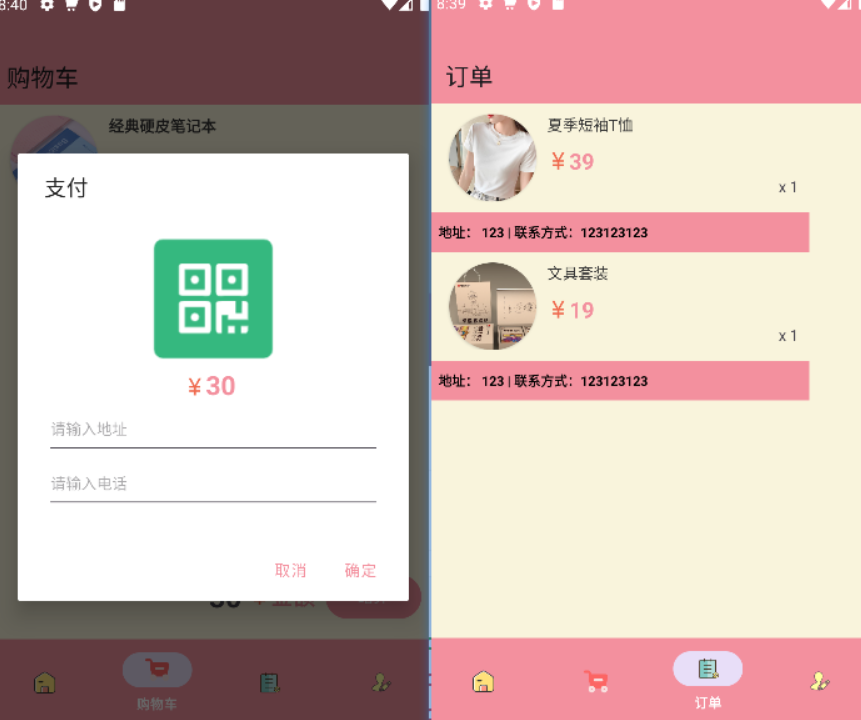 8:40
购物车
经典硬皮笔记本
支付
¥30
请输入地址
请输入电话
取消
确定
购物车
8:39
订单
夏季短袖T恤
¥39
x 1
地址： 123 | 联系方式：123123123
文具套装
¥19
x 1
地址： 123 | 联系方式：123123123
订单